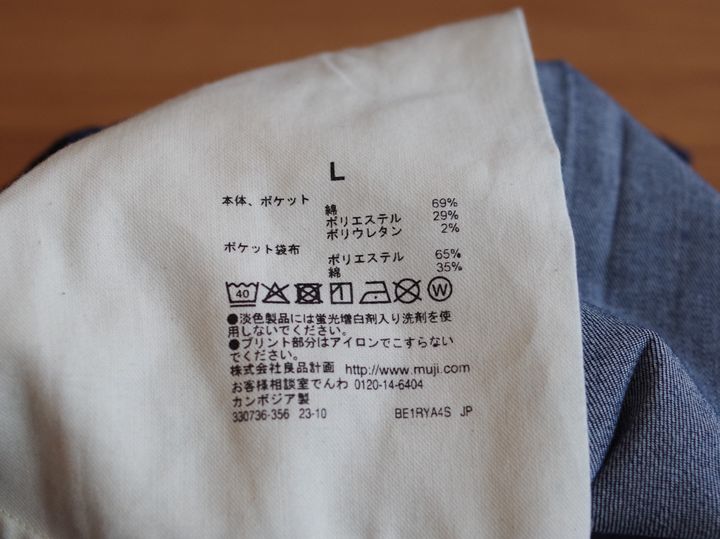 L
本体、ポケット 綿 69%
ポリエステル 29%
ポリウレタン 2%
ポケット袋布 ポリエステル 65%
綿 35%
40 W
●淡色製品には蛍光増白剤入り洗剤を使
用しないでください。
●プリント部分はアイロンでこすらない
でください。
株式会社良品計画 http://www.muji.com
お客様相談室でんわ 0120-14-6404
カンボジア製
330736-356 23-10 BE1RYA4S JP